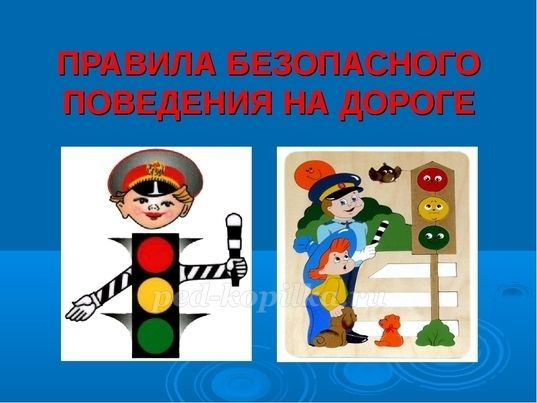 ПРАВИЛА БЕЗОПАСНОГО
ПОВЕДЕНИЯ НА ДОРОГЕ
ped-kopilka.ru